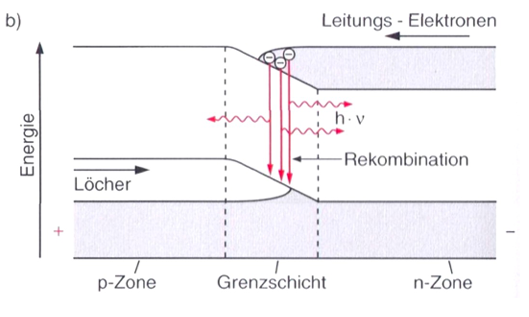 b)
Leitungs - Elektronen
Energie
h·ν
Rekombination
Löcher
+
−
p-Zone
Grenzschicht
n-Zone